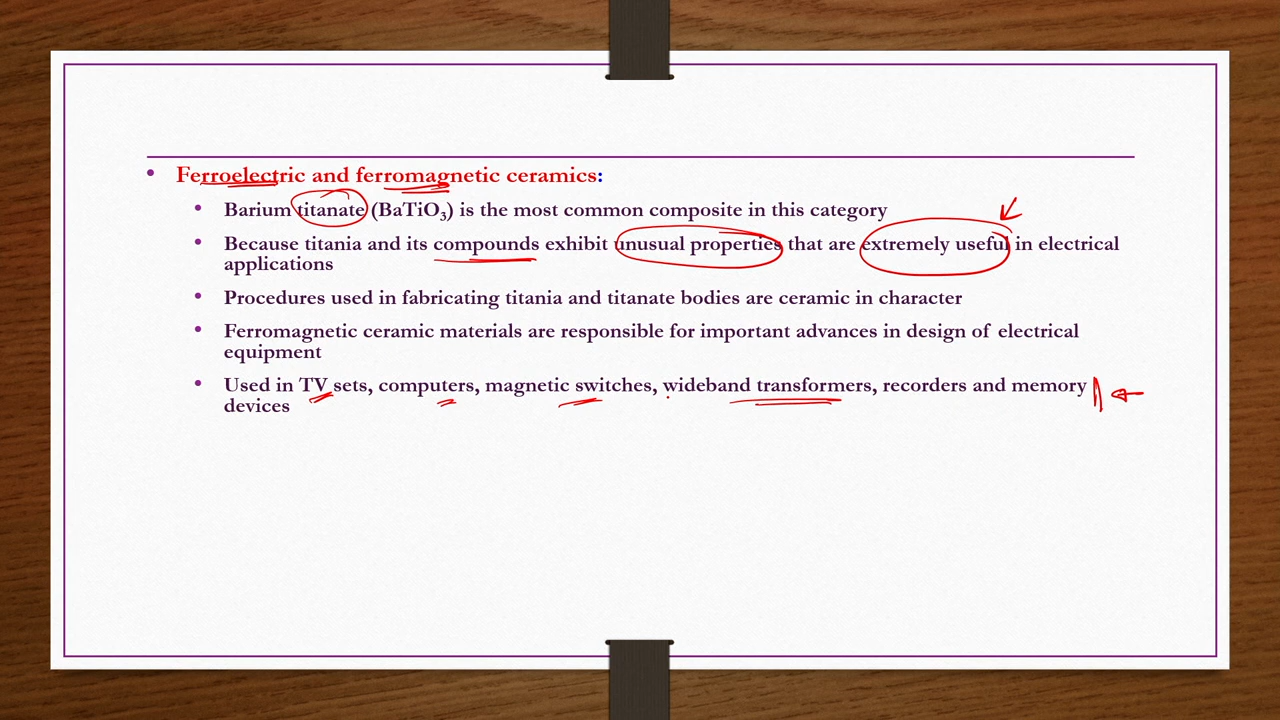 • Ferroelectric and ferromagnetic ceramics:
• Barium titanate (BaTiO₃) is the most common composite in this category
• Because titania and its compounds exhibit unusual properties that are extremely useful in electrical
applications
• Procedures used in fabricating titania and titanate bodies are ceramic in character
• Ferromagnetic ceramic materials are responsible for important advances in design of electrical
equipment
• Used in TV sets, computers, magnetic switches, wideband transformers, recorders and memory
devices